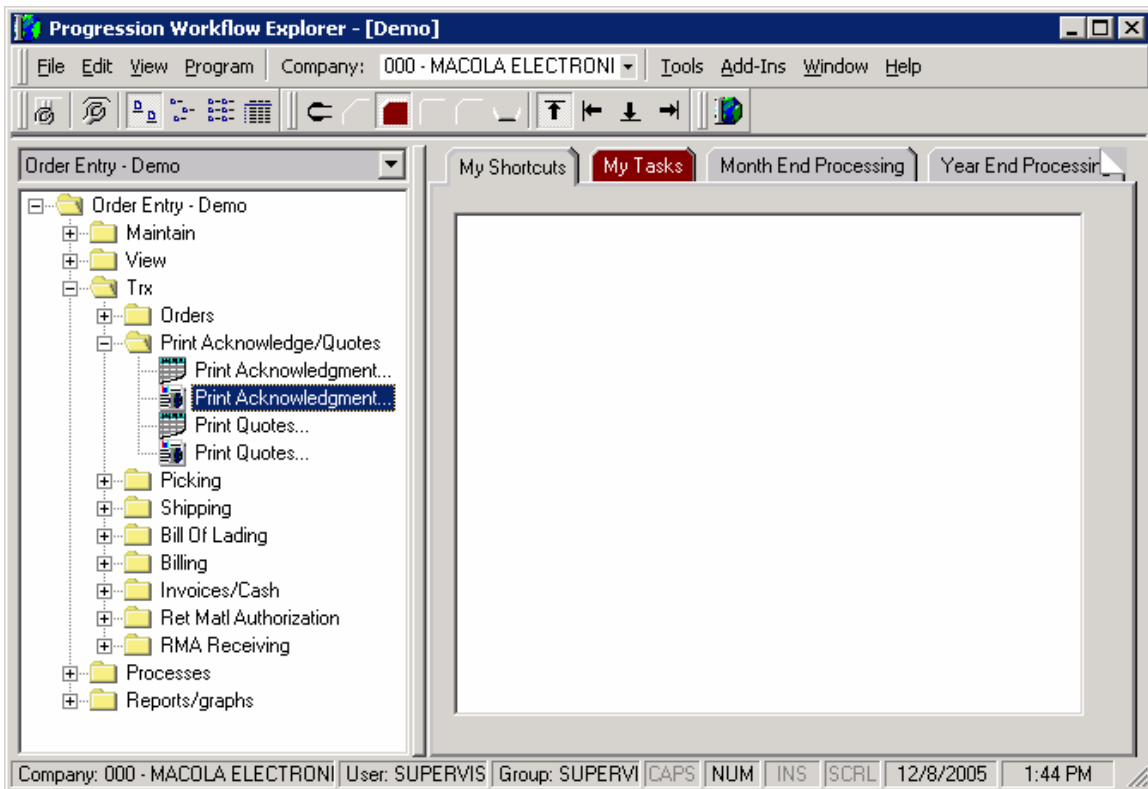 Progression Workflow Explorer - [Demo]
File Edit View Program Company: 000 - MACOLA ELECTRONI Tools Add-Ins Window Help
Order Entry - Demo
My Shortcuts My Tasks Month End Processing Year End Processin
Order Entry - Demo
Maintain
View
Trx
Orders
Print Acknowledge/Quotes
Print Acknowledgment...
Print Acknowledgment...
Print Quotes...
Print Quotes...
Picking
Shipping
Bill Of Lading
Billing
Invoices/Cash
Ret Matl Authorization
RMA Receiving
Processes
Reports/graphs
Company: 000 - MACOLA ELECTRONI User: SUPERVIS Group: SUPERVI CAPS NUM INS SCRL 12/8/2005 1:44 PM